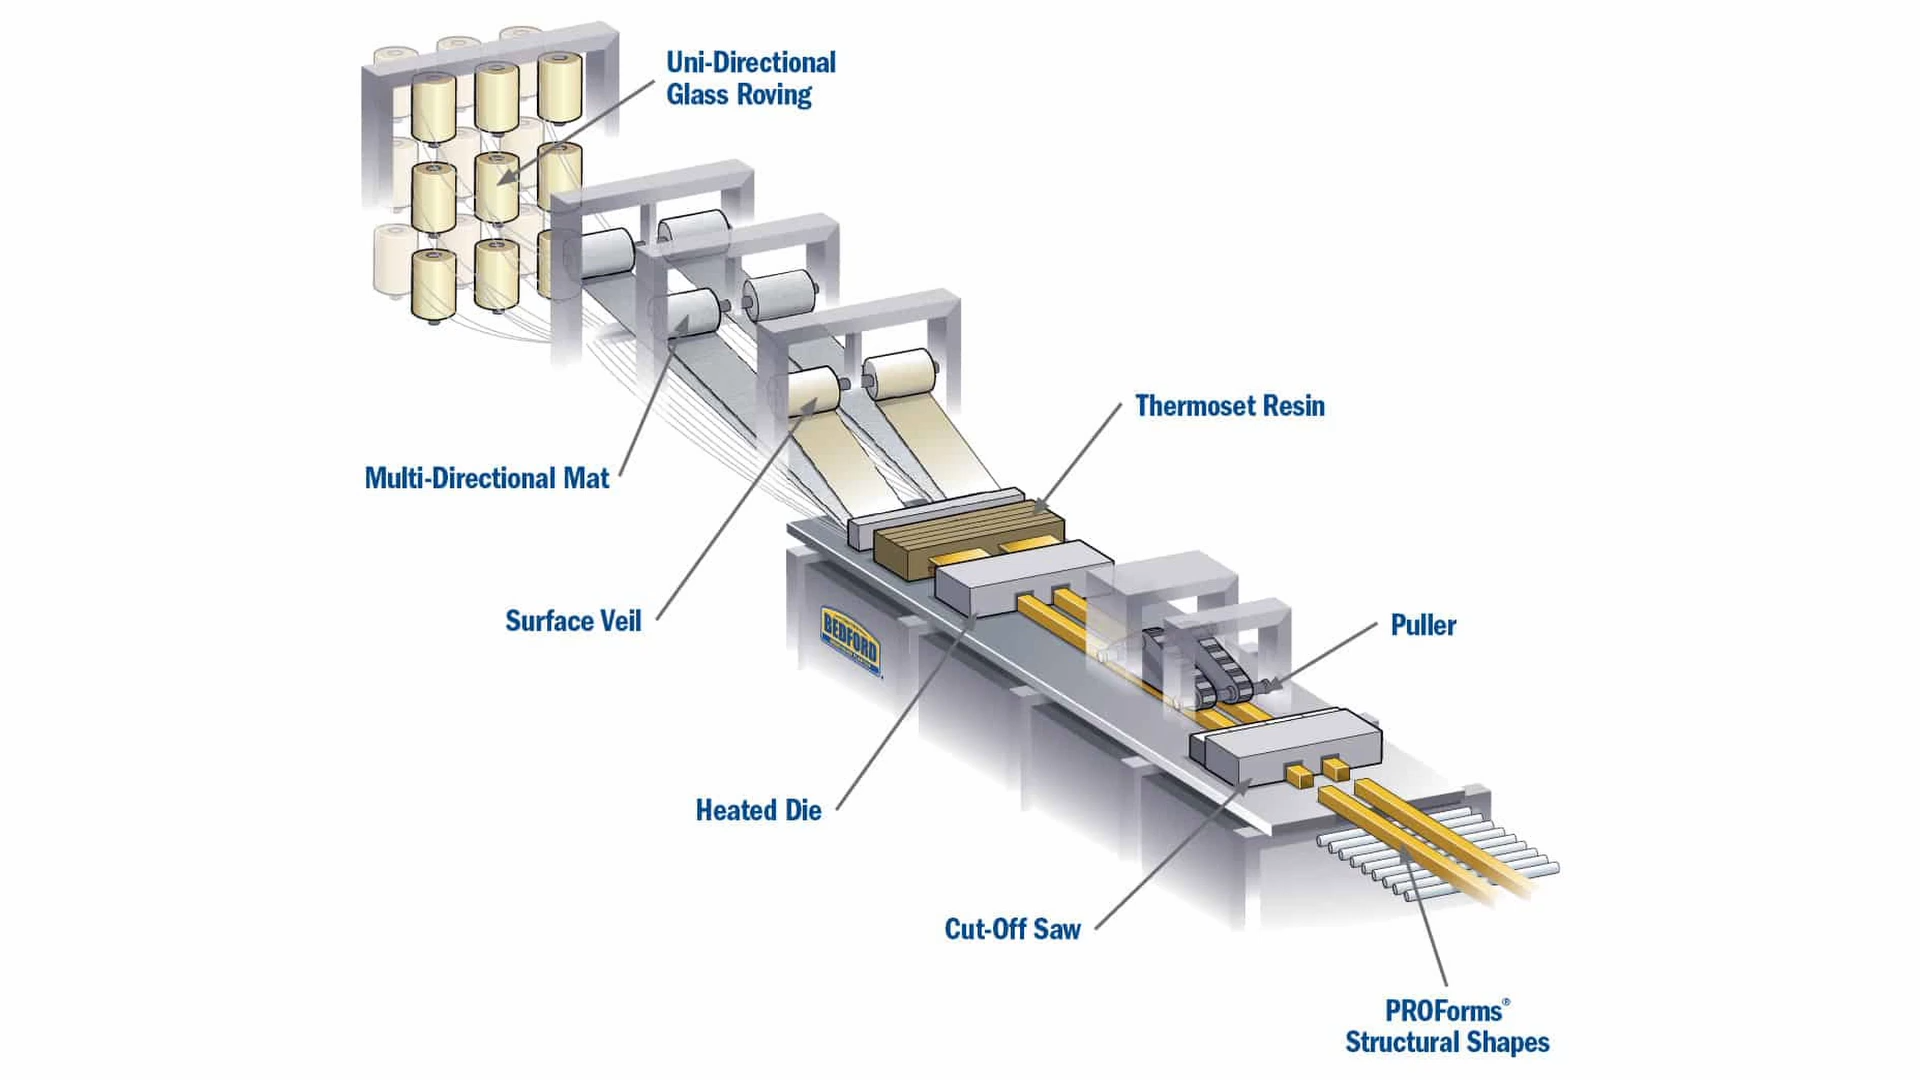 Uni-Directional
Glass Roving
Thermoset Resin
Multi-Directional Mat
Surface Veil
BEDFORD
Puller
Heated Die
Cut-Off Saw
PROForms®
Structural Shapes